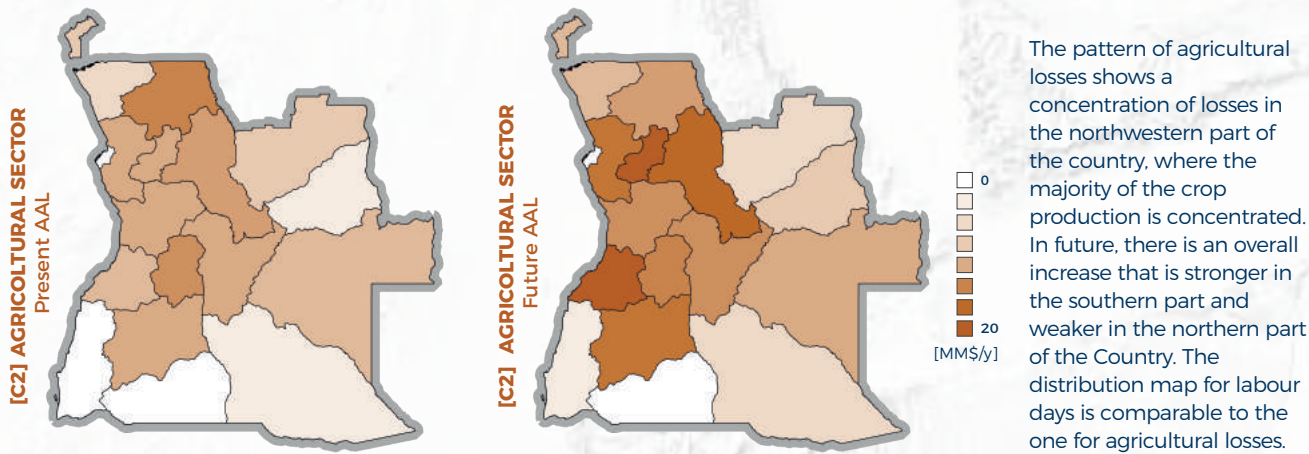 [C2] AGRICOLTURAL SECTOR
Present AAL
[C2] AGRICOLTURAL SECTOR
Future AAL
0
20
[MM$/y]
The pattern of agricultural
losses shows a
concentration of losses in
the northwestern part of
the country, where the
majority of the crop
production is concentrated.
In future, there is an overall
increase that is stronger in
the southern part and
weaker in the northern part
of the Country. The
distribution map for labour
days is comparable to the
one for agricultural losses.